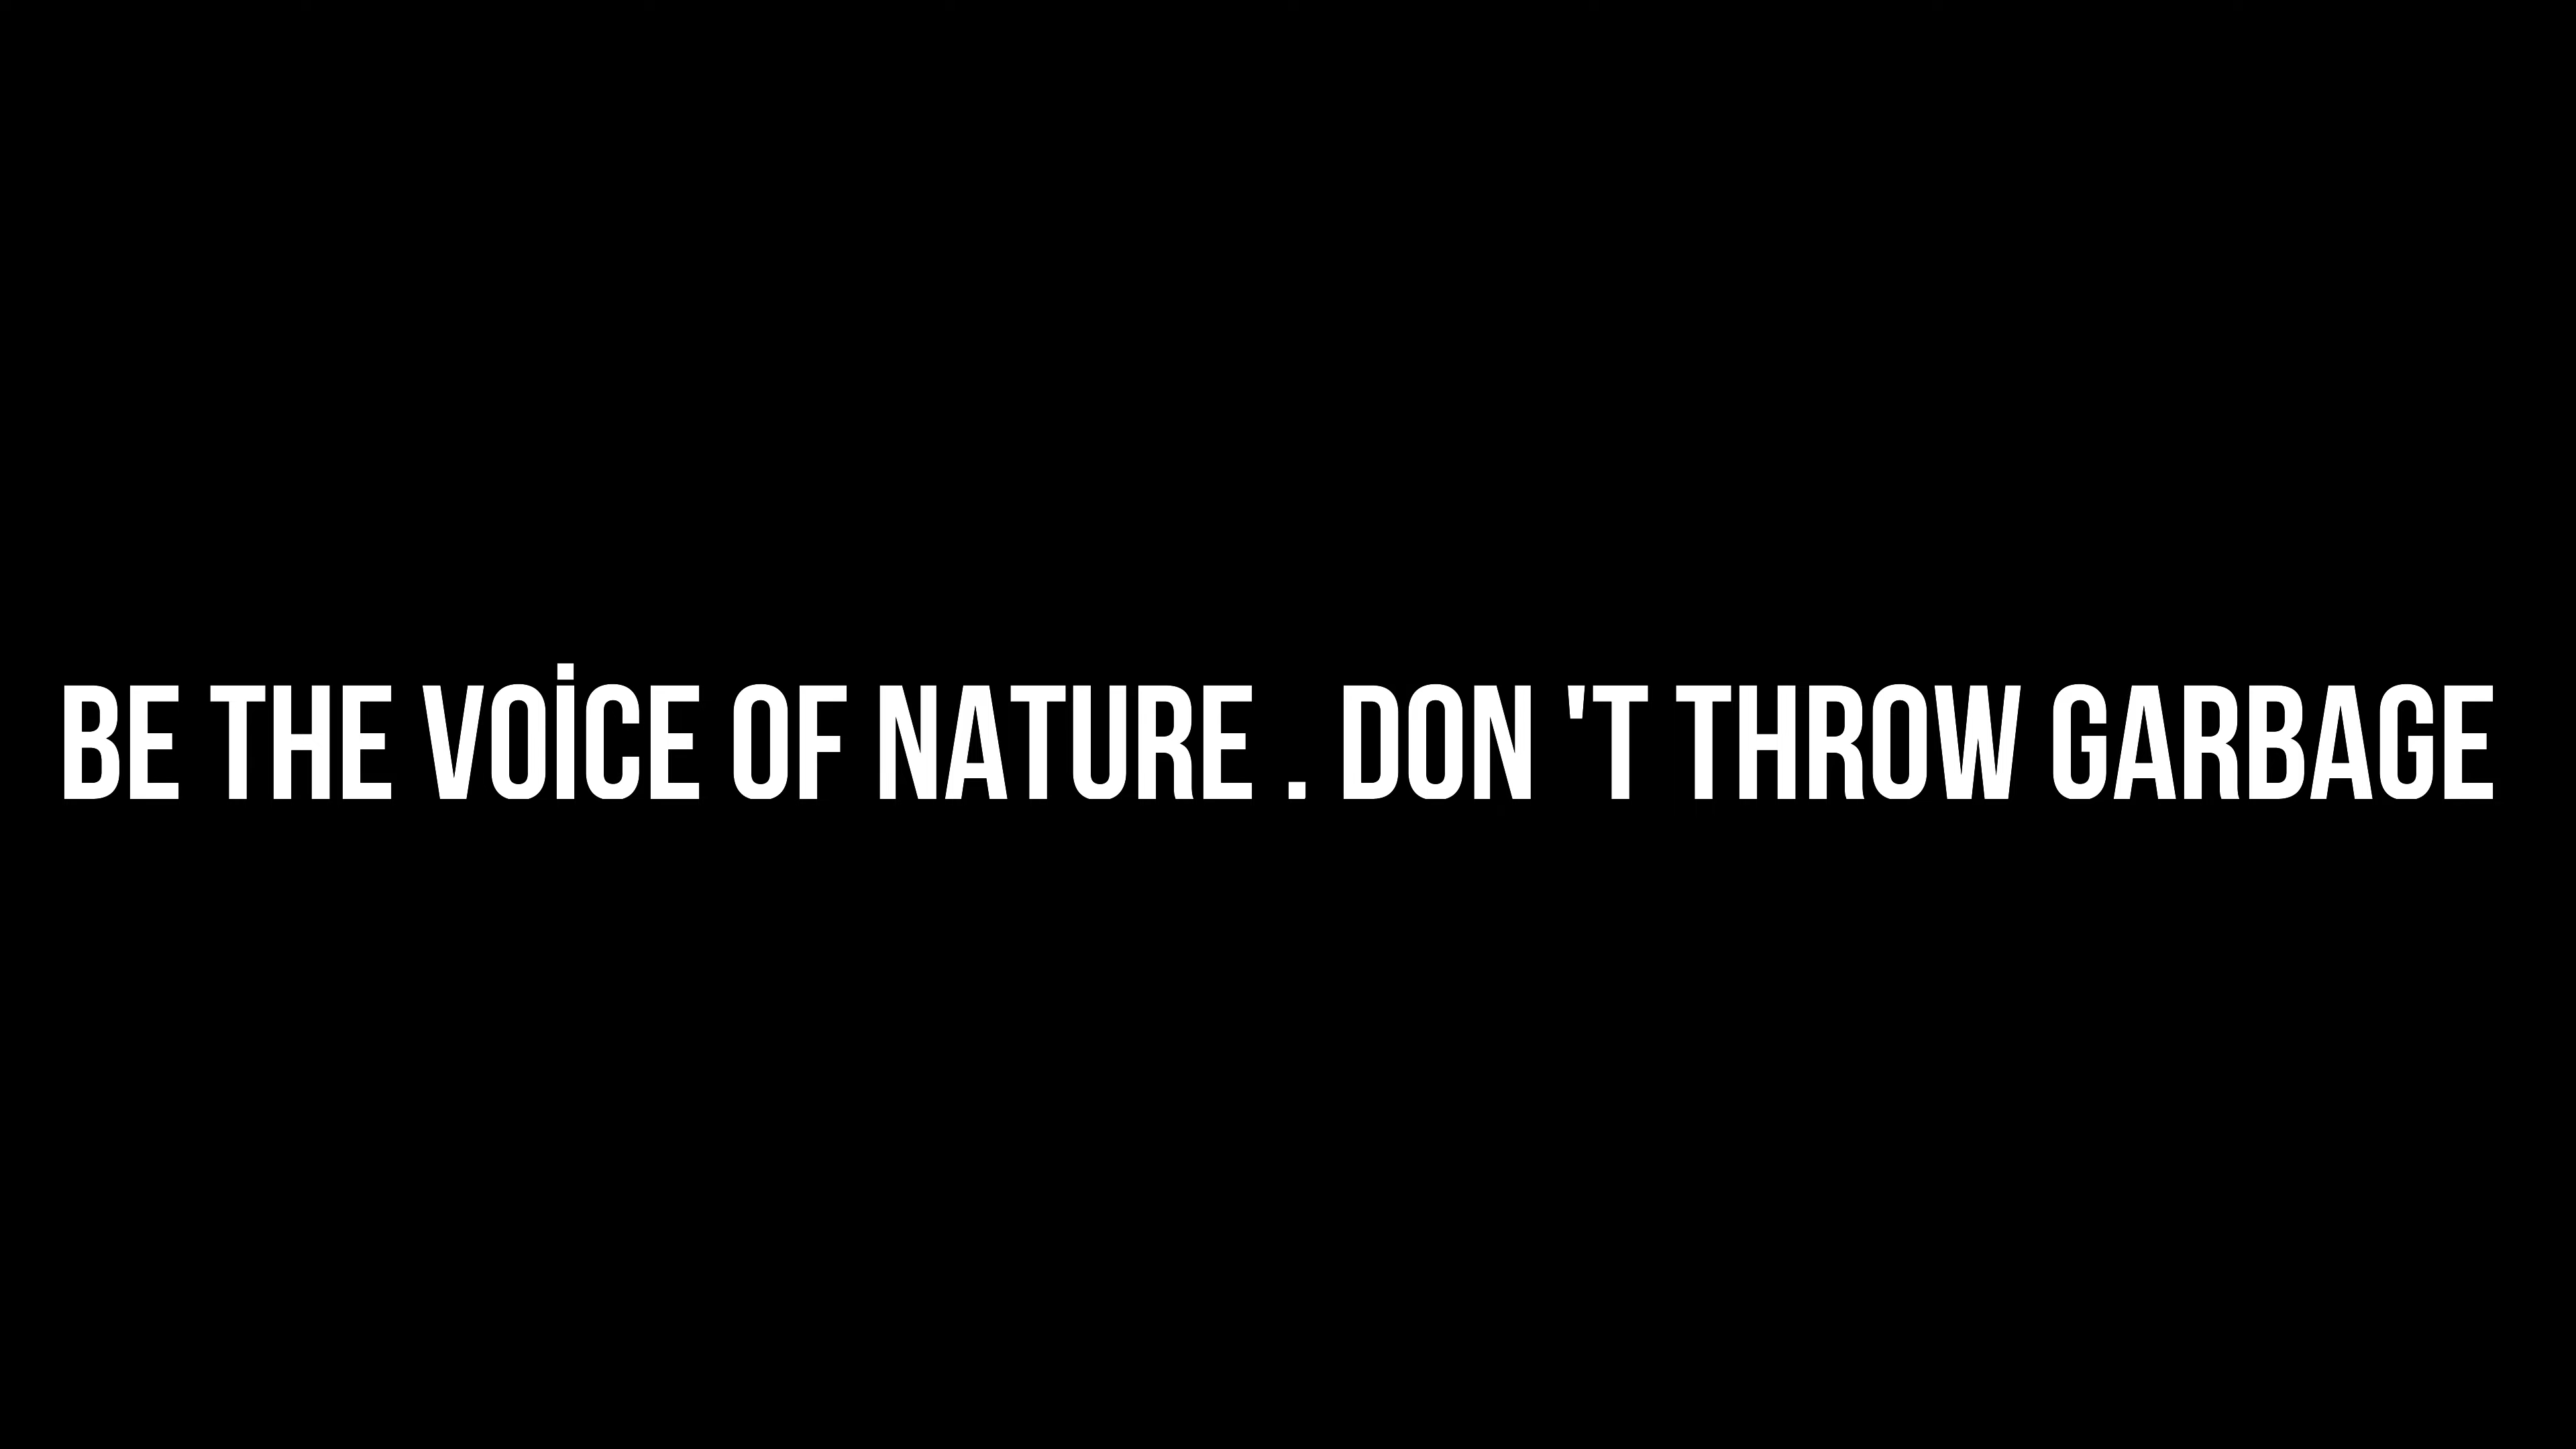 BE THE VOİCE OF NATURE . DON 'T THROW GARBAGE